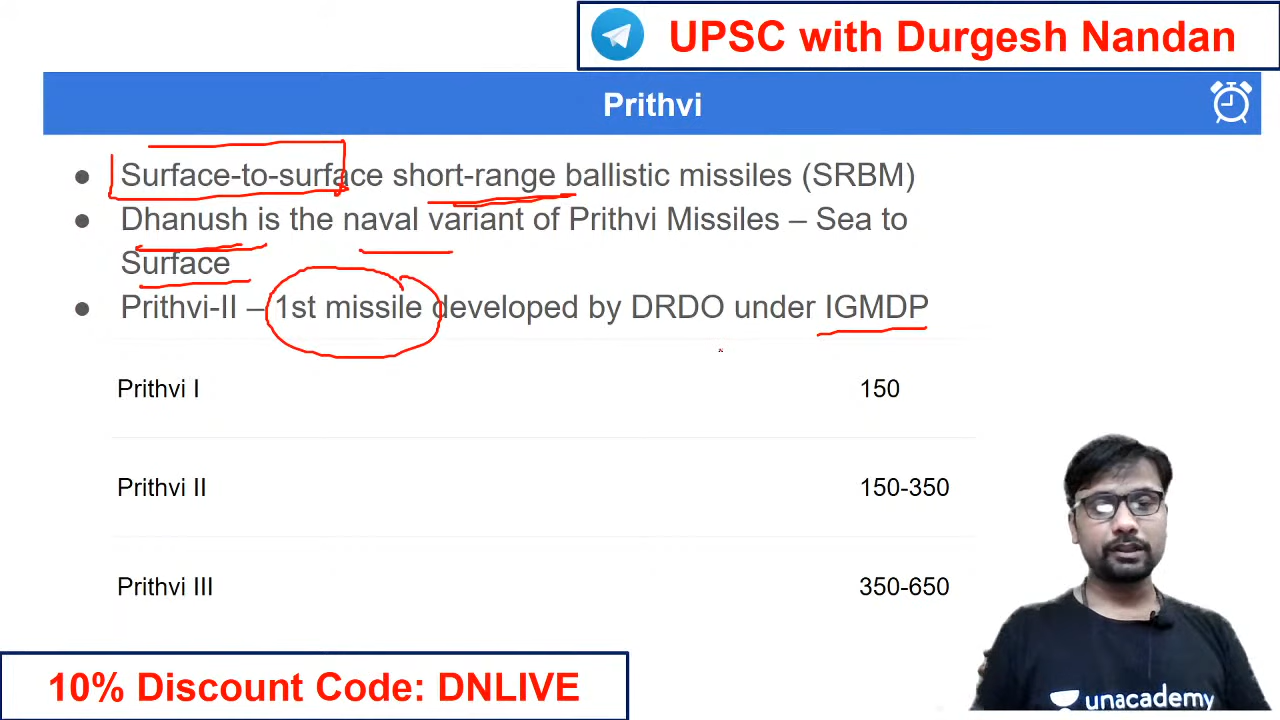 UPSC with Durgesh Nandan
Prithvi
● Surface-to-surface short-range ballistic missiles (SRBM)
● Dhanush is the naval variant of Prithvi Missiles – Sea to
Surface
● Prithvi-II – 1st missile developed by DRDO under IGMDP
Prithvi I 150
Prithvi II 150-350
Prithvi III 350-650
10% Discount Code: DNLIVE
unacademy